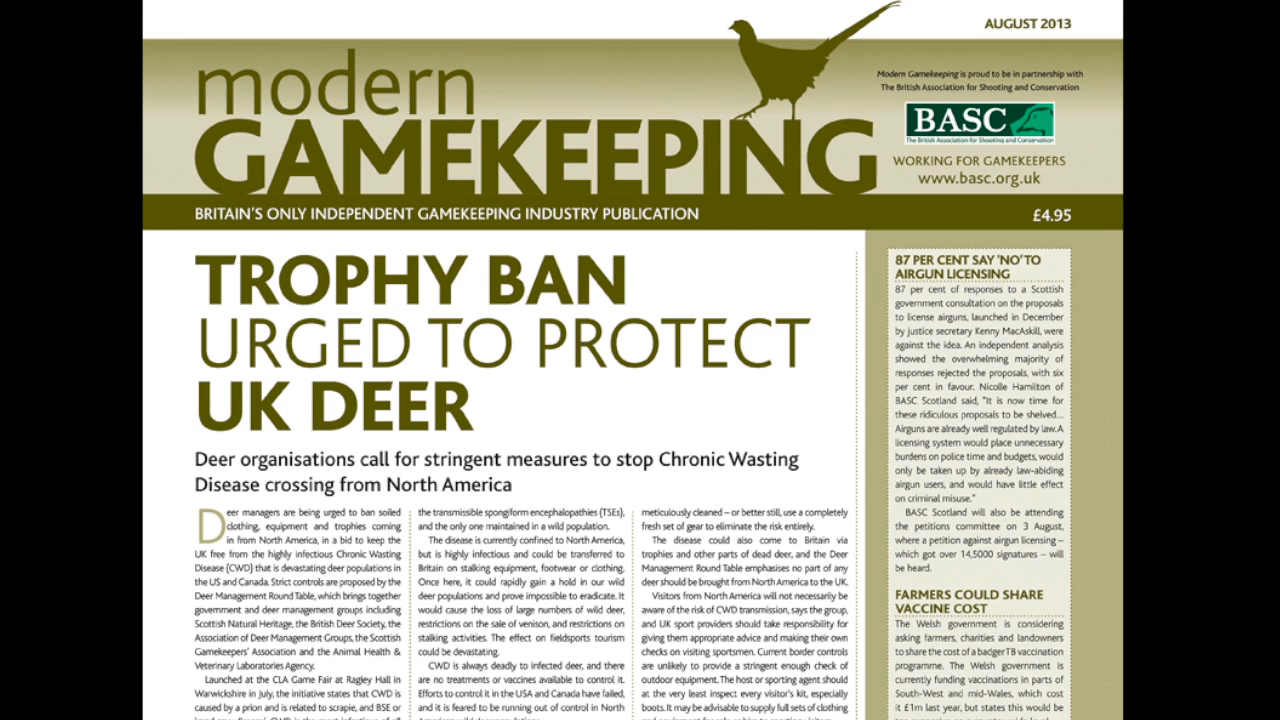 AUGUST 2013
modern
GAMEKEEPING
Modern Gamekeeping is proud to be in partnership with
The British Association for Shooting and Conservation
BASC
The British Association for Shooting and Conservation
WORKING FOR GAMEKEEPERS
www.basc.org.uk
BRITAIN'S ONLY INDEPENDENT GAMEKEEPING INDUSTRY PUBLICATION
£4.95
TROPHY BAN
URGED TO PROTECT
UK DEER
Deer organisations call for stringent measures to stop Chronic Wasting
Disease crossing from North America
Deer managers are being urged to ban soiled
clothing, equipment and trophies coming
in from North America, in a bid to keep the
UK free from the highly infectious Chronic Wasting
Disease (CWD) that is devastating deer populations in
the US and Canada. Strict controls are proposed by the
Deer Management Round Table, which brings together
government and deer management groups including
Scottish Natural Heritage, the British Deer Society, the
Association of Deer Management Groups, the Scottish
Gamekeepers' Association and the Animal Health &
Veterinary Laboratories Agency.
Launched at the CLA Game Fair at Ragley Hall in
Warwickshire in July, the initiative states that CWD is
caused by a prion and is related to scrapie, and BSE or
the transmissible spongiform encephalopathies (TSEs),
and the only one maintained in a wild population.
The disease is currently confined to North America,
but is highly infectious and could be transferred to
Britain on stalking equipment, footwear or clothing.
Once here, it could rapidly gain a hold in our wild
deer populations and prove impossible to eradicate. It
would cause the loss of large numbers of wild deer,
restrictions on the sale of venison, and restrictions on
stalking activities. The effect on fieldsports tourism
could be devastating.
CWD is always deadly to infected deer, and there
are no treatments or vaccines available to control it.
Efforts to control it in the USA and Canada have failed,
and it is feared to be running out of control in North
meticulously cleaned – or better still, use a completely
fresh set of gear to eliminate the risk entirely.
The disease could also come to Britain via
trophies and other parts of dead deer, and the Deer
Management Round Table emphasises no part of any
deer should be brought from North America to the UK.
Visitors from North America will not necessarily be
aware of the risk of CWD transmission, says the group,
and UK sport providers should take responsibility for
giving them appropriate advice and making their own
checks on visiting sportsmen. Current border controls
are unlikely to provide a stringent enough check of
outdoor equipment. The host or sporting agent should
at the very least inspect every visitor's kit, especially
boots. It may be advisable to supply full sets of clothing
87 PER CENT SAY 'NO' TO
AIRGUN LICENSING
87 per cent of responses to a Scottish
government consultation on the proposals
to license airguns, launched in December
by justice secretary Kenny MacAskill, were
against the idea. An independent analysis
showed the overwhelming majority of
responses rejected the proposals, with six
per cent in favour. Nicolle Hamilton of
BASC Scotland said, "It is now time for
these ridiculous proposals to be shelved...
Airguns are already well regulated by law. A
licensing system would place unnecessary
burdens on police time and budgets, would
only be taken up by already law-abiding
airgun users, and would have little effect
on criminal misuse."
BASC Scotland will also be attending
the petitions committee on 3 August,
where a petition against airgun licensing –
which got over 14,5000 signatures – will
be heard.
FARMERS COULD SHARE
VACCINE COST
The Welsh government is considering
asking farmers, charities and landowners
to share the cost of a badger TB vaccination
programme. The Welsh government is
currently funding vaccinations in parts of
South-West and mid-Wales, which cost
it £1m last year, but states this would be